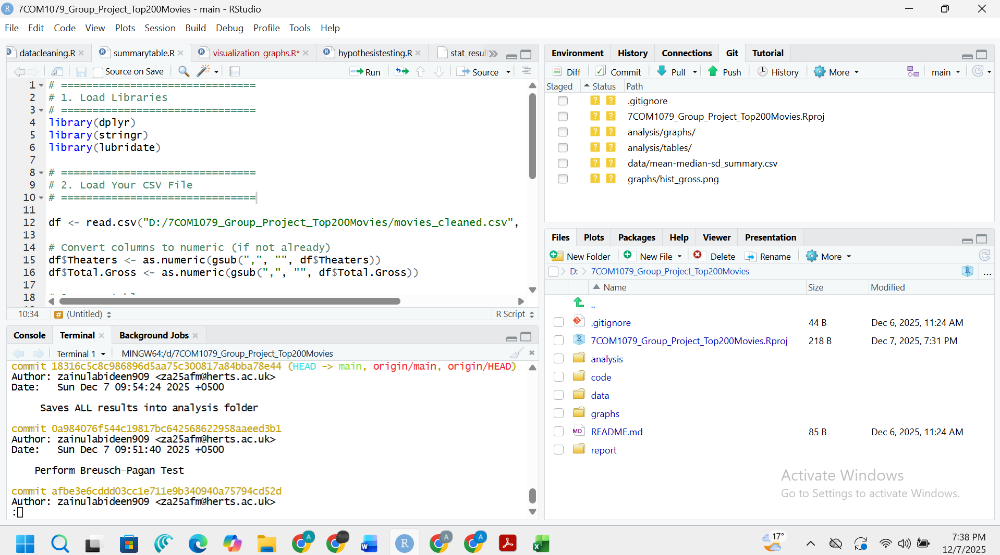 7COM1079_Group_Project_Top200Movies - main - RStudio
File Edit Code View Plots Session Build Debug Profile Tools Help
datacleaning.R summarytable.R visualization_graphs.R* hypothesistesting.R
Source on Save Run Source
1 # ===============================
2 # 1. Load Libraries
3 # ===============================
4 library(dplyr)
5 library(stringr)
6 library(lubridate)
7
8 # ===============================
9 # 2. Load Your CSV File
10 # ===============================
11
12 df <- read.csv("D:/7COM1079_Group_Project_Top200Movies/movies_cleaned.csv",
13
14 # Convert columns to numeric (if not already)
15 df$Theaters <- as.numeric(gsub(",", "", df$Theaters))
16 df$Total.Gross <- as.numeric(gsub(",", "", df$Total.Gross))
17
18
10:34 # (Untitled) R Script
Console Terminal Background Jobs
Terminal 1 MINGW64:/d/7COM1079_Group_Project_Top200Movies
commit 18316c5c8c986896d5aa75c300817a84bba78e44 (HEAD -> main, origin/main, origin/HEAD)
Author: zainulabideen909 <za25afm@herts.ac.uk>
Date: Sun Dec 7 09:54:24 2025 +0500
Saves ALL results into analysis folder
commit 0a984076f544c19817bc642568622958aaeed3b1
Author: zainulabideen909 <za25afm@herts.ac.uk>
Date: Sun Dec 7 09:51:40 2025 +0500
Perform Breusch–Pagan Test
commit afbe3e6cddd03cc1e711e9b340940a75794cd52d
Author: zainulabideen909 <za25afm@herts.ac.uk>
:
Environment History Connections Git Tutorial
Diff Commit Pull Push History More main
Staged Status Path
? ? .gitignore
? ? 7COM1079_Group_Project_Top200Movies.Rproj
? ? analysis/graphs/
? ? analysis/tables/
? ? data/mean-median-sd_summary.csv
? ? graphs/hist_gross.png
Files Plots Packages Help Viewer Presentation
New Folder New File Delete Rename More
D: 7COM1079_Group_Project_Top200Movies ...
Name Size Modified
..
.gitignore 44 B Dec 6, 2025, 11:24 AM
7COM1079_Group_Project_Top200Movies.Rproj 218 B Dec 7, 2025, 7:31 PM
analysis
code
data
graphs
README.md 85 B Dec 6, 2025, 11:24 AM
report
Activate Windows
Go to Settings to activate Windows.
17°
7:38 PM
12/7/2025